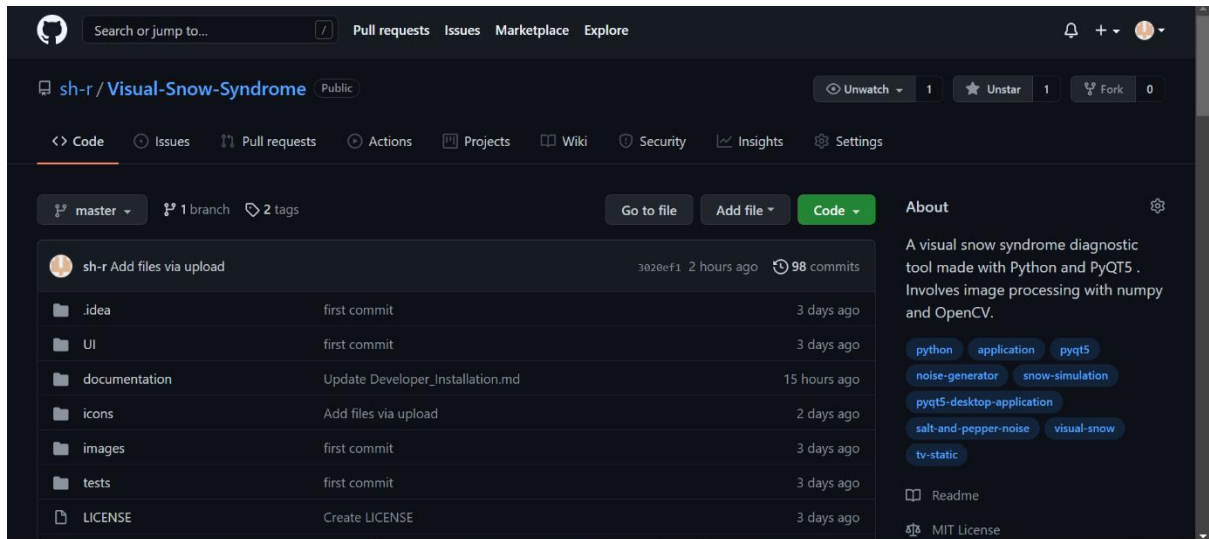 Search or jump to... / Pull requests Issues Marketplace Explore
sh-r / Visual-Snow-Syndrome Public Unwatch 1 Unstar 1 Fork 0
<> Code Issues Pull requests Actions Projects Wiki Security Insights Settings
master 1 branch 2 tags Go to file Add file Code
sh-r Add files via upload 3020ef1 2 hours ago 98 commits
.idea first commit 3 days ago
UI first commit 3 days ago
documentation Update Developer_Installation.md 15 hours ago
icons Add files via upload 2 days ago
images first commit 3 days ago
tests first commit 3 days ago
LICENSE Create LICENSE 3 days ago
About
A visual snow syndrome diagnostic
tool made with Python and PyQT5 .
Involves image processing with numpy
and OpenCV.
python application pyqt5
noise-generator snow-simulation
pyqt5-desktop-application
salt-and-pepper-noise visual-snow
tv-static
Readme
MIT License